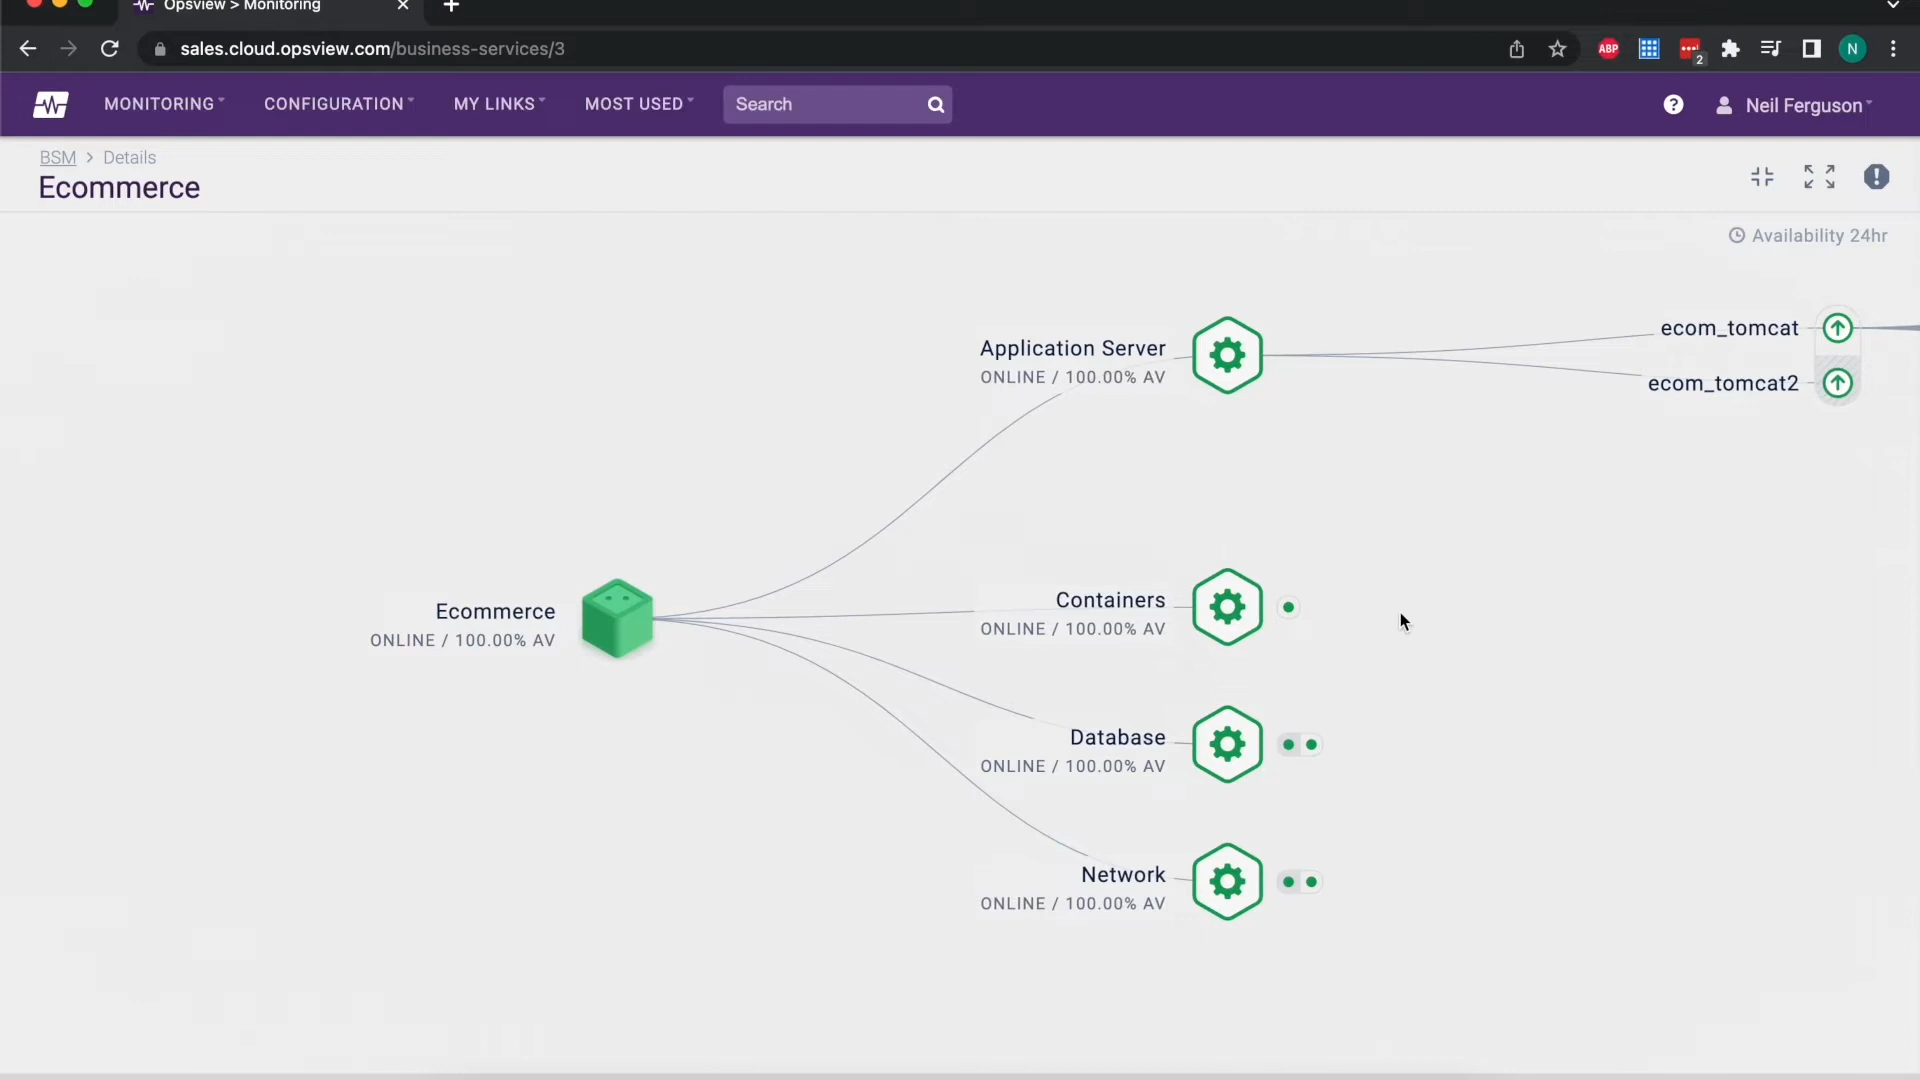 Opsview > Monitoring
sales.cloud.opsview.com/business-services/3
ABP
2
N
MONITORING
CONFIGURATION
MY LINKS
MOST USED
Search
Neil Ferguson
BSM > Details
Ecommerce
Availability 24hr
Application Server
ONLINE / 100.00% AV
ecom_tomcat
ecom_tomcat2
Ecommerce
ONLINE / 100.00% AV
Containers
ONLINE / 100.00% AV
Database
ONLINE / 100.00% AV
Network
ONLINE / 100.00% AV